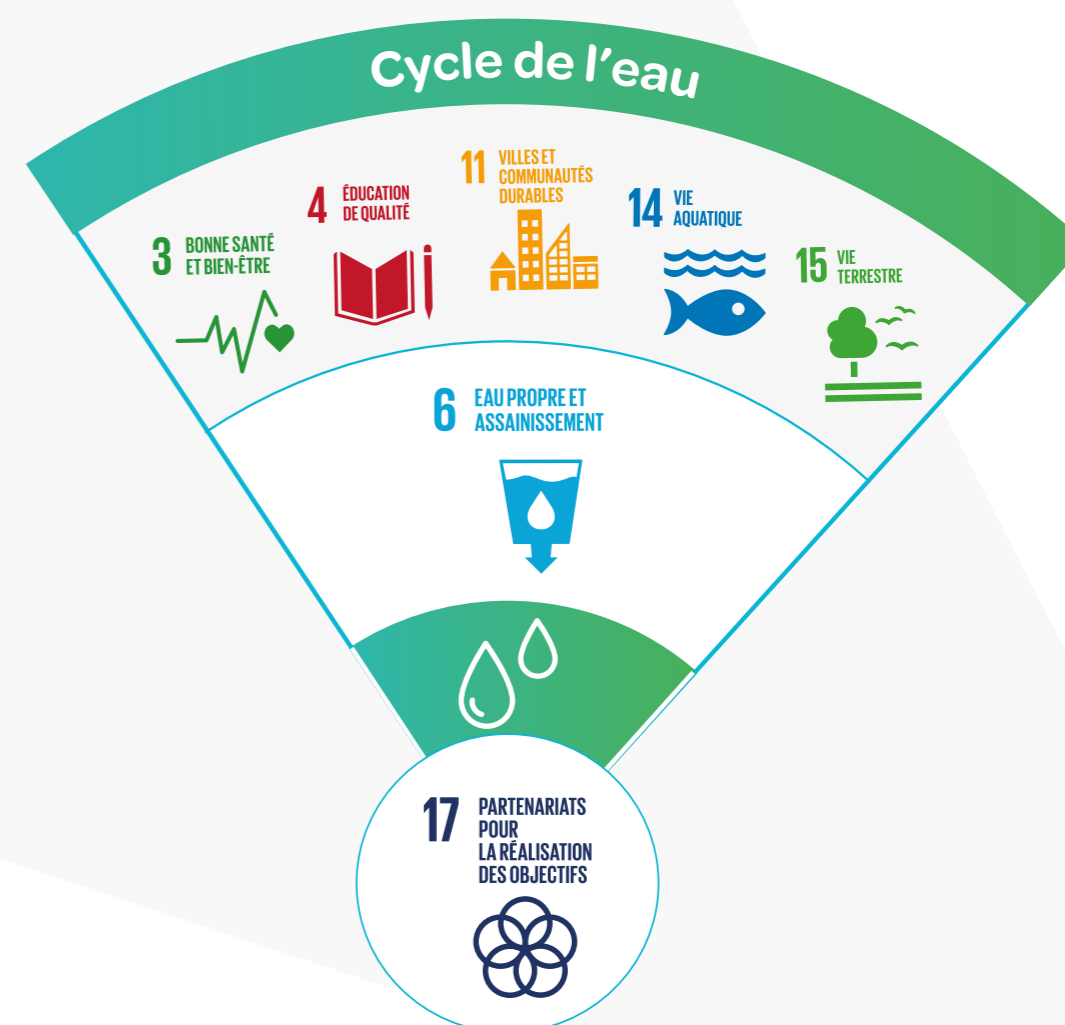 Cycle de l'eau
3 BONNE SANTÉ
ET BIEN-ÊTRE
4 ÉDUCATION
DE QUALITÉ
11 VILLES ET
COMMUNAUTÉS
DURABLES
14 VIE
AQUATIQUE
15 VIE
TERRESTRE
6 EAU PROPRE ET
ASSAINISSEMENT
17 PARTENARIATS
POUR
LA RÉALISATION
DES OBJECTIFS